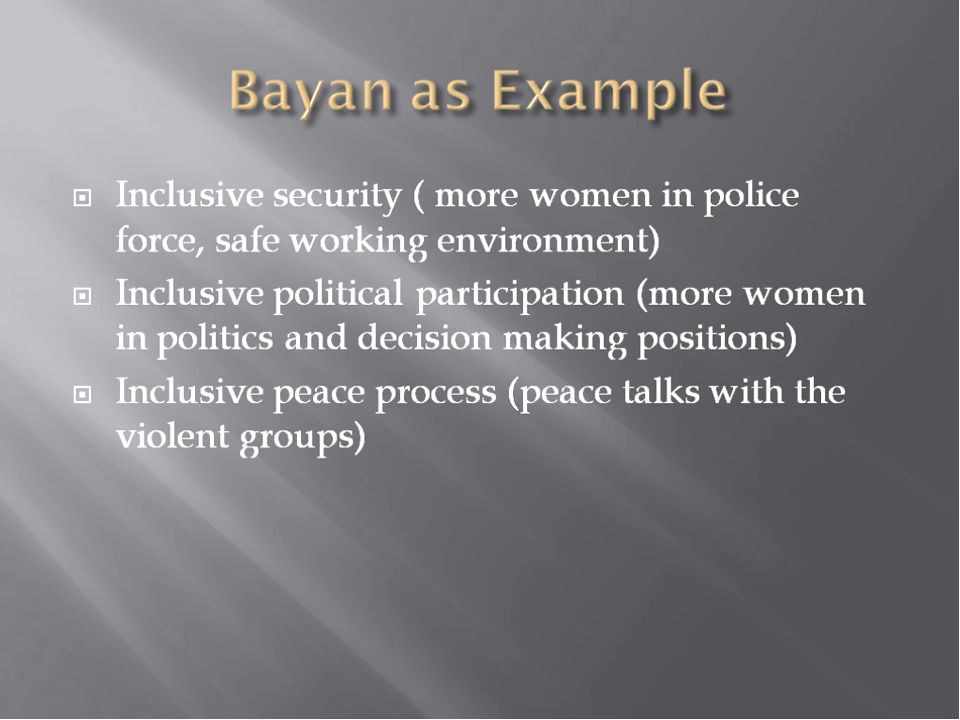 Bayan as Example
Inclusive security ( more women in police
force, safe working environment)
Inclusive political participation (more women
in politics and decision making positions)
Inclusive peace process (peace talks with the
violent groups)